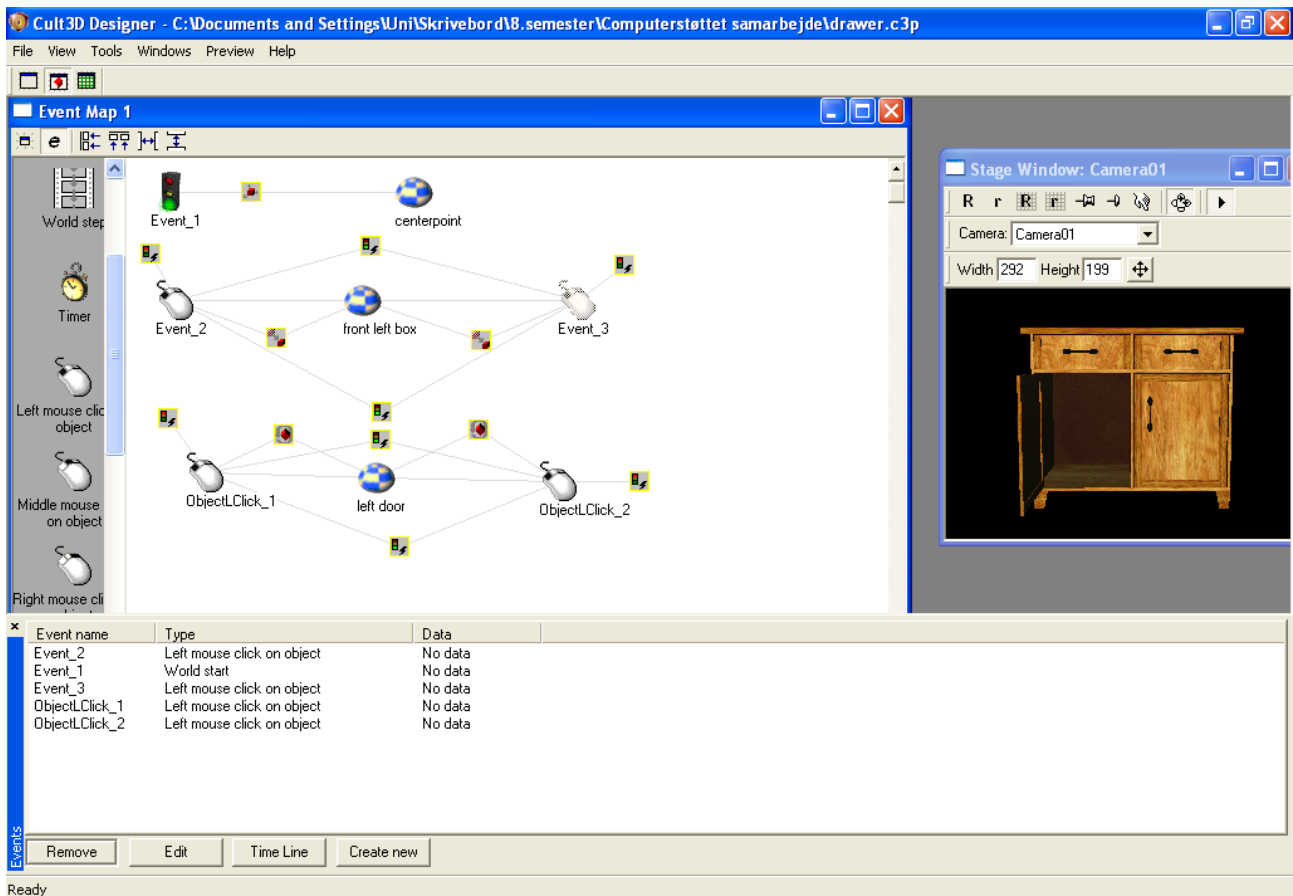 Cult3D Designer - C:\Documents and Settings\Uni\Skrivebord\8.semester\Computerstøttet samarbejde\drawer.c3p
File View Tools Windows Preview Help
Event Map 1
e
World step
Timer
Left mouse clic
object
Middle mouse
on object
Right mouse cli
Event_1
centerpoint
Event_2
front left box
Event_3
ObjectLClick_1
left door
ObjectLClick_2
Stage Window: Camera01
R r R r
Camera: Camera01
Width 292 Height 199
Event name Type Data
Event_2 Left mouse click on object No data
Event_1 World start No data
Event_3 Left mouse click on object No data
ObjectLClick_1 Left mouse click on object No data
ObjectLClick_2 Left mouse click on object No data
Events
Remove Edit Time Line Create new
Ready